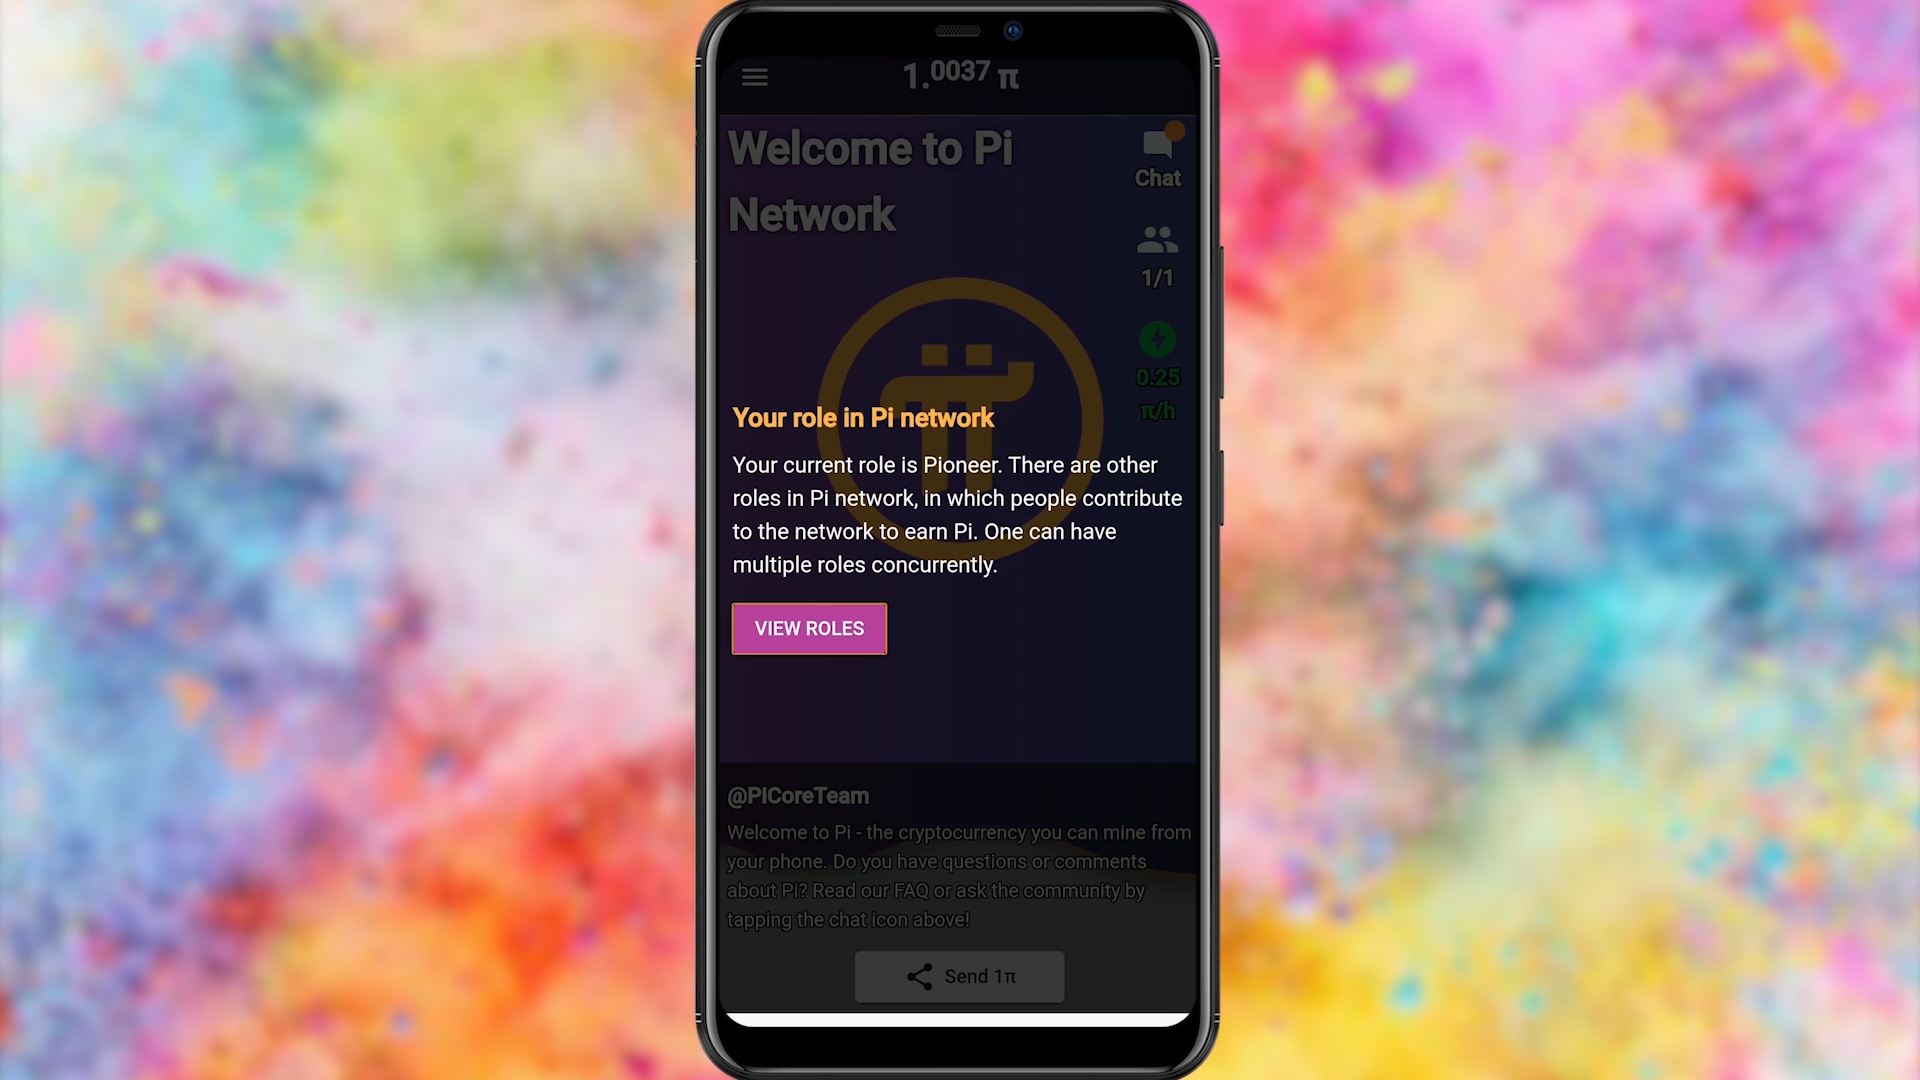 1.0037 π
Welcome to Pi
Network
Chat
1/1
0.25
π/h
Your role in Pi network
Your current role is Pioneer. There are other
roles in Pi network, in which people contribute
to the network to earn Pi. One can have
multiple roles concurrently.
VIEW ROLES
@PiCoreTeam
Welcome to Pi - the cryptocurrency you can mine from
your phone. Do you have questions or comments
about Pi? Read our FAQ or ask the community by
tapping the chat icon above!
Send 1π